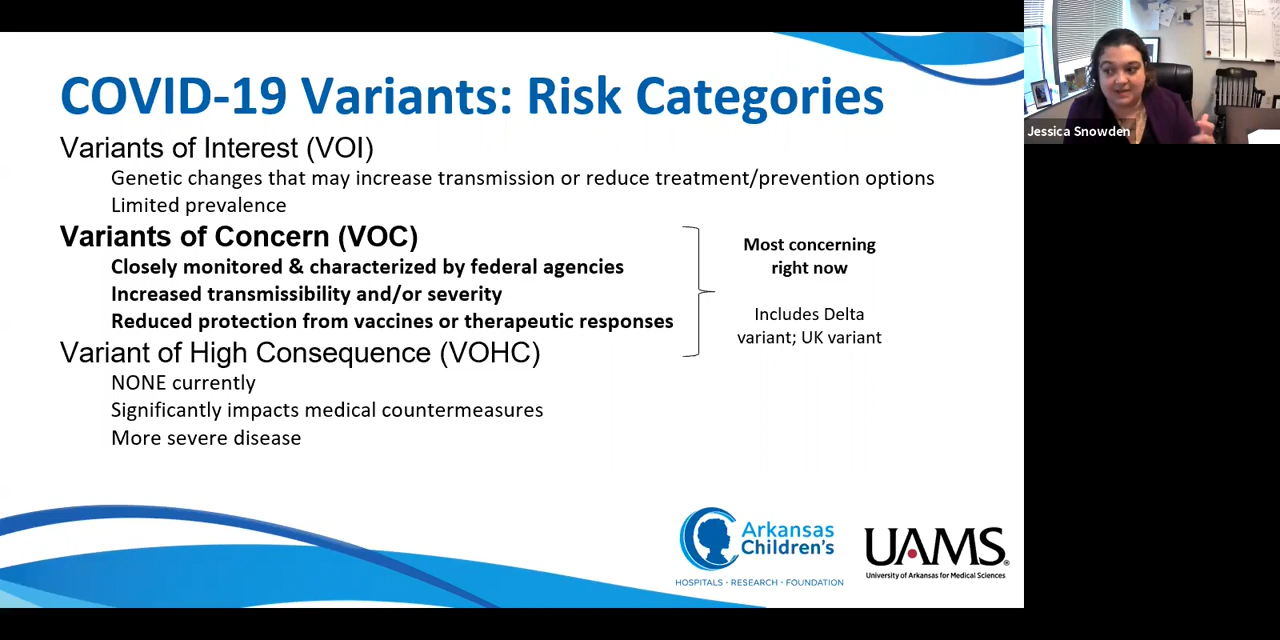 COVID-19 Variants: Risk Categories
Variants of Interest (VOI)
Genetic changes that may increase transmission or reduce treatment/prevention options
Limited prevalence
Variants of Concern (VOC)
Closely monitored & characterized by federal agencies
Increased transmissibility and/or severity
Reduced protection from vaccines or therapeutic responses
Most concerning
right now
Includes Delta
variant; UK variant
Variant of High Consequence (VOHC)
NONE currently
Significantly impacts medical countermeasures
More severe disease
Arkansas
Children's
HOSPITALS · RESEARCH · FOUNDATION
UAMS®
University of Arkansas for Medical Sciences
Jessica Snowden